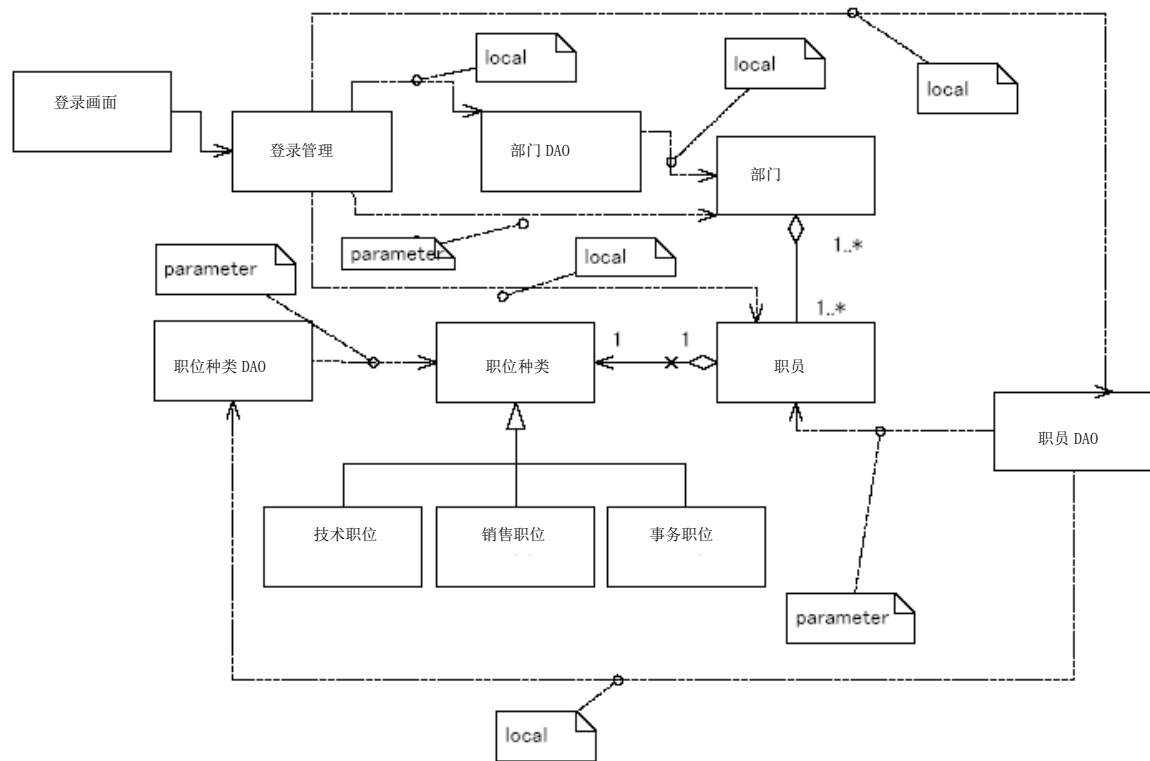 local
local
local
登录画面
登录管理
部门 DAO
部门
parameter
local
1..*
parameter
1..*
职位种类 DAO
职位种类
1
1
职员
职员 DAO
技术职位
销售职位
事务职位
parameter
local